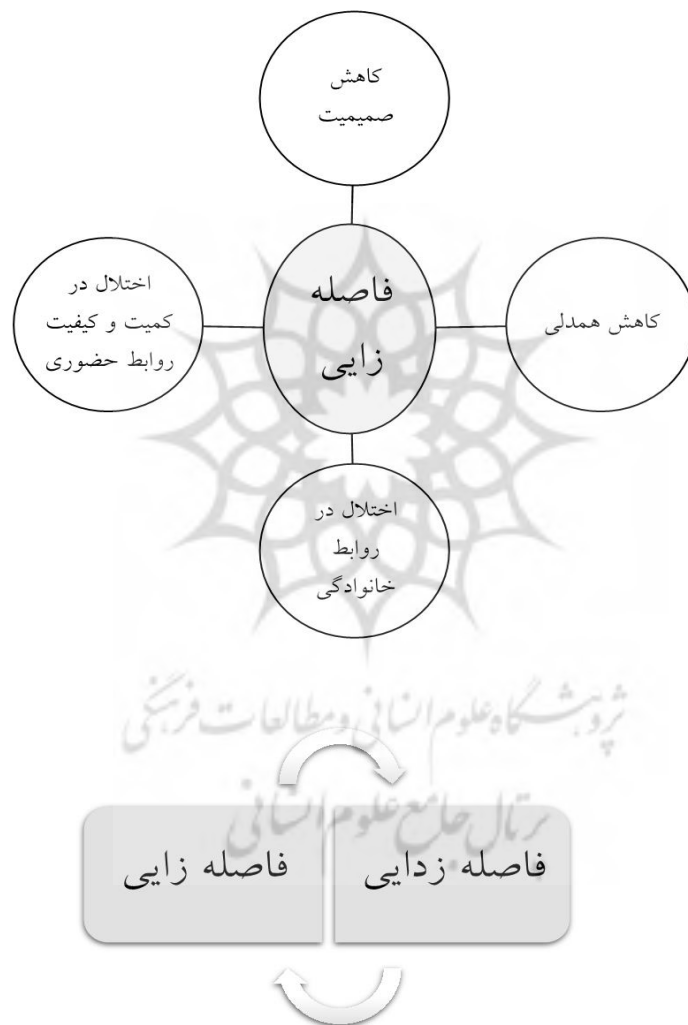 کاهش
صمیمیت
فاصله
زایی
کاهش همدلی
اختلال در
کمیت و کیفیت
روابط حضوری
اختلال در
روابط
خانوادگی
پژوهشگاه علوم انسانی و مطالعات فرهنگی
پرتال جامع علوم انسانی
فاصله زدایی
فاصله زایی